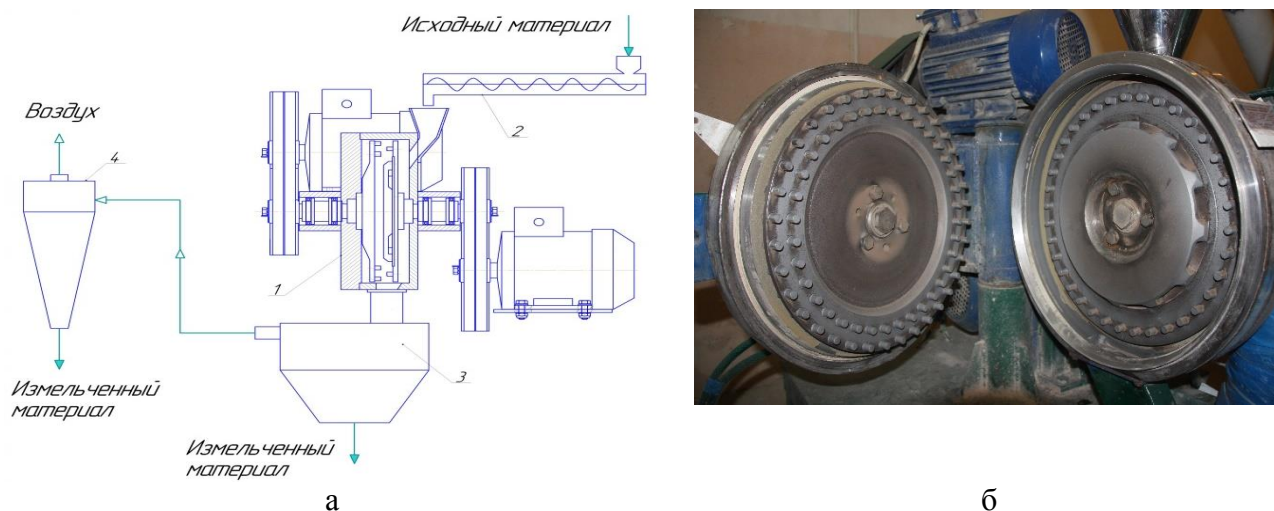 Исходный материал
2
Воздух
4
1
3
Измельченный
материал
Измельченный
материал
а
б